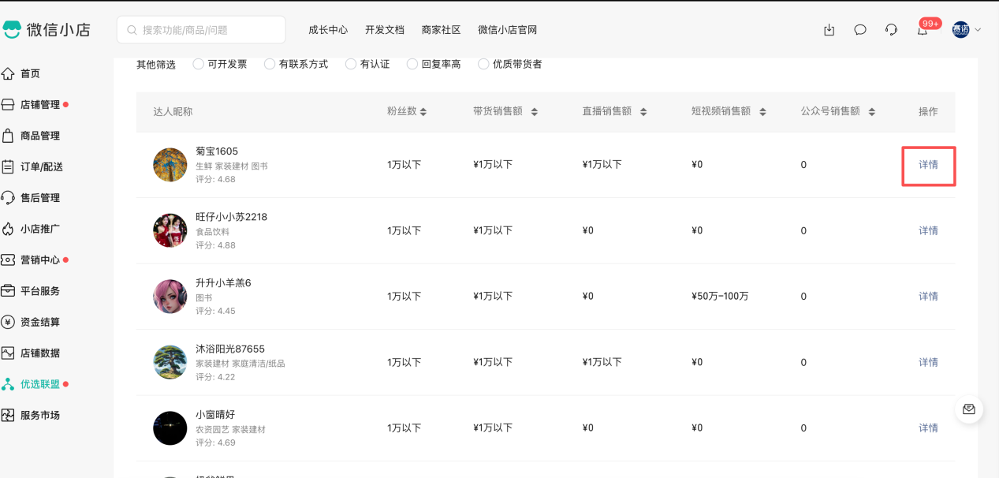 微信小店
搜索功能/商品/问题
成长中心 开发文档 商家社区 微信小店官网
99+
赛诺
首页
店铺管理
商品管理
订单/配送
售后管理
小店推广
营销中心
平台服务
资金结算
店铺数据
优选联盟
服务市场
其他筛选 可开发票 有联系方式 有认证 回复率高 优质带货者
达人昵称 粉丝数 带货销售额 直播销售额 短视频销售额 公众号销售额 操作
菊宝1605
生鲜 家装建材 图书
评分: 4.68
1万以下 ¥1万以下 ¥1万以下 ¥0 0 详情
旺仔小小苏2218
食品饮料
评分: 4.88
1万以下 ¥1万以下 ¥0 ¥0 0 详情
升升小羊羔6
图书
评分: 4.45
1万以下 ¥1万以下 ¥0 ¥50万-100万 0 详情
沐浴阳光87655
家装建材 家庭清洁/纸品
评分: 4.22
1万以下 ¥1万以下 ¥1万以下 ¥0 0 详情
小窗晴好
农资园艺 家装建材
评分: 4.69
1万以下 ¥1万以下 ¥0 ¥0 0 详情